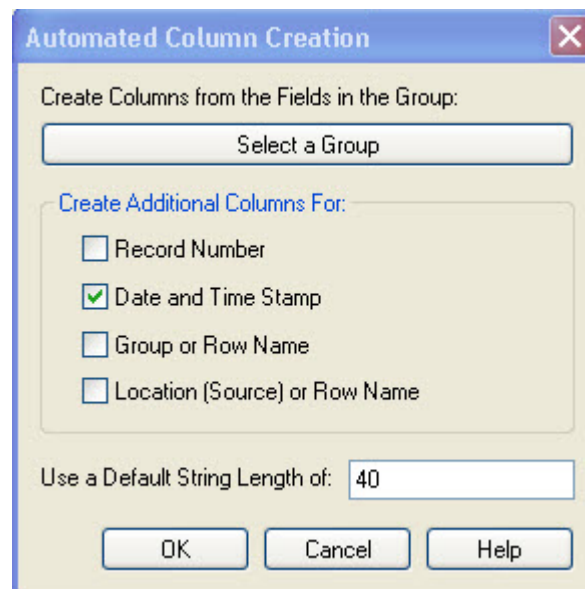 Automated Column Creation
Create Columns from the Fields in the Group:
Select a Group
Create Additional Columns For:
Record Number
Date and Time Stamp
Group or Row Name
Location (Source) or Row Name
Use a Default String Length of: 40
OK Cancel Help